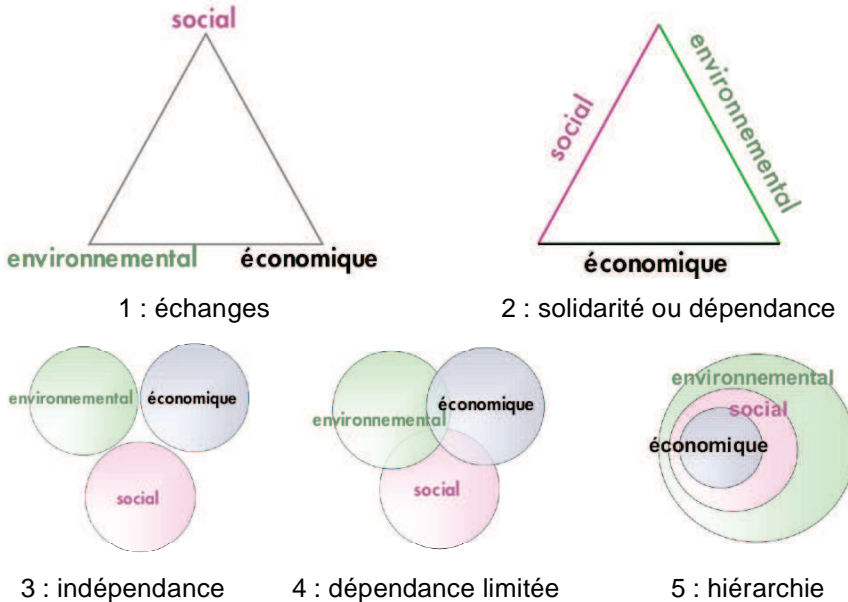 social
environnemental
économique
1 : échanges
social
environnemental
économique
2 : solidarité ou dépendance
environnemental
économique
social
3 : indépendance
environnemental
économique
social
4 : dépendance limitée
environnemental
social
économique
5 : hiérarchie